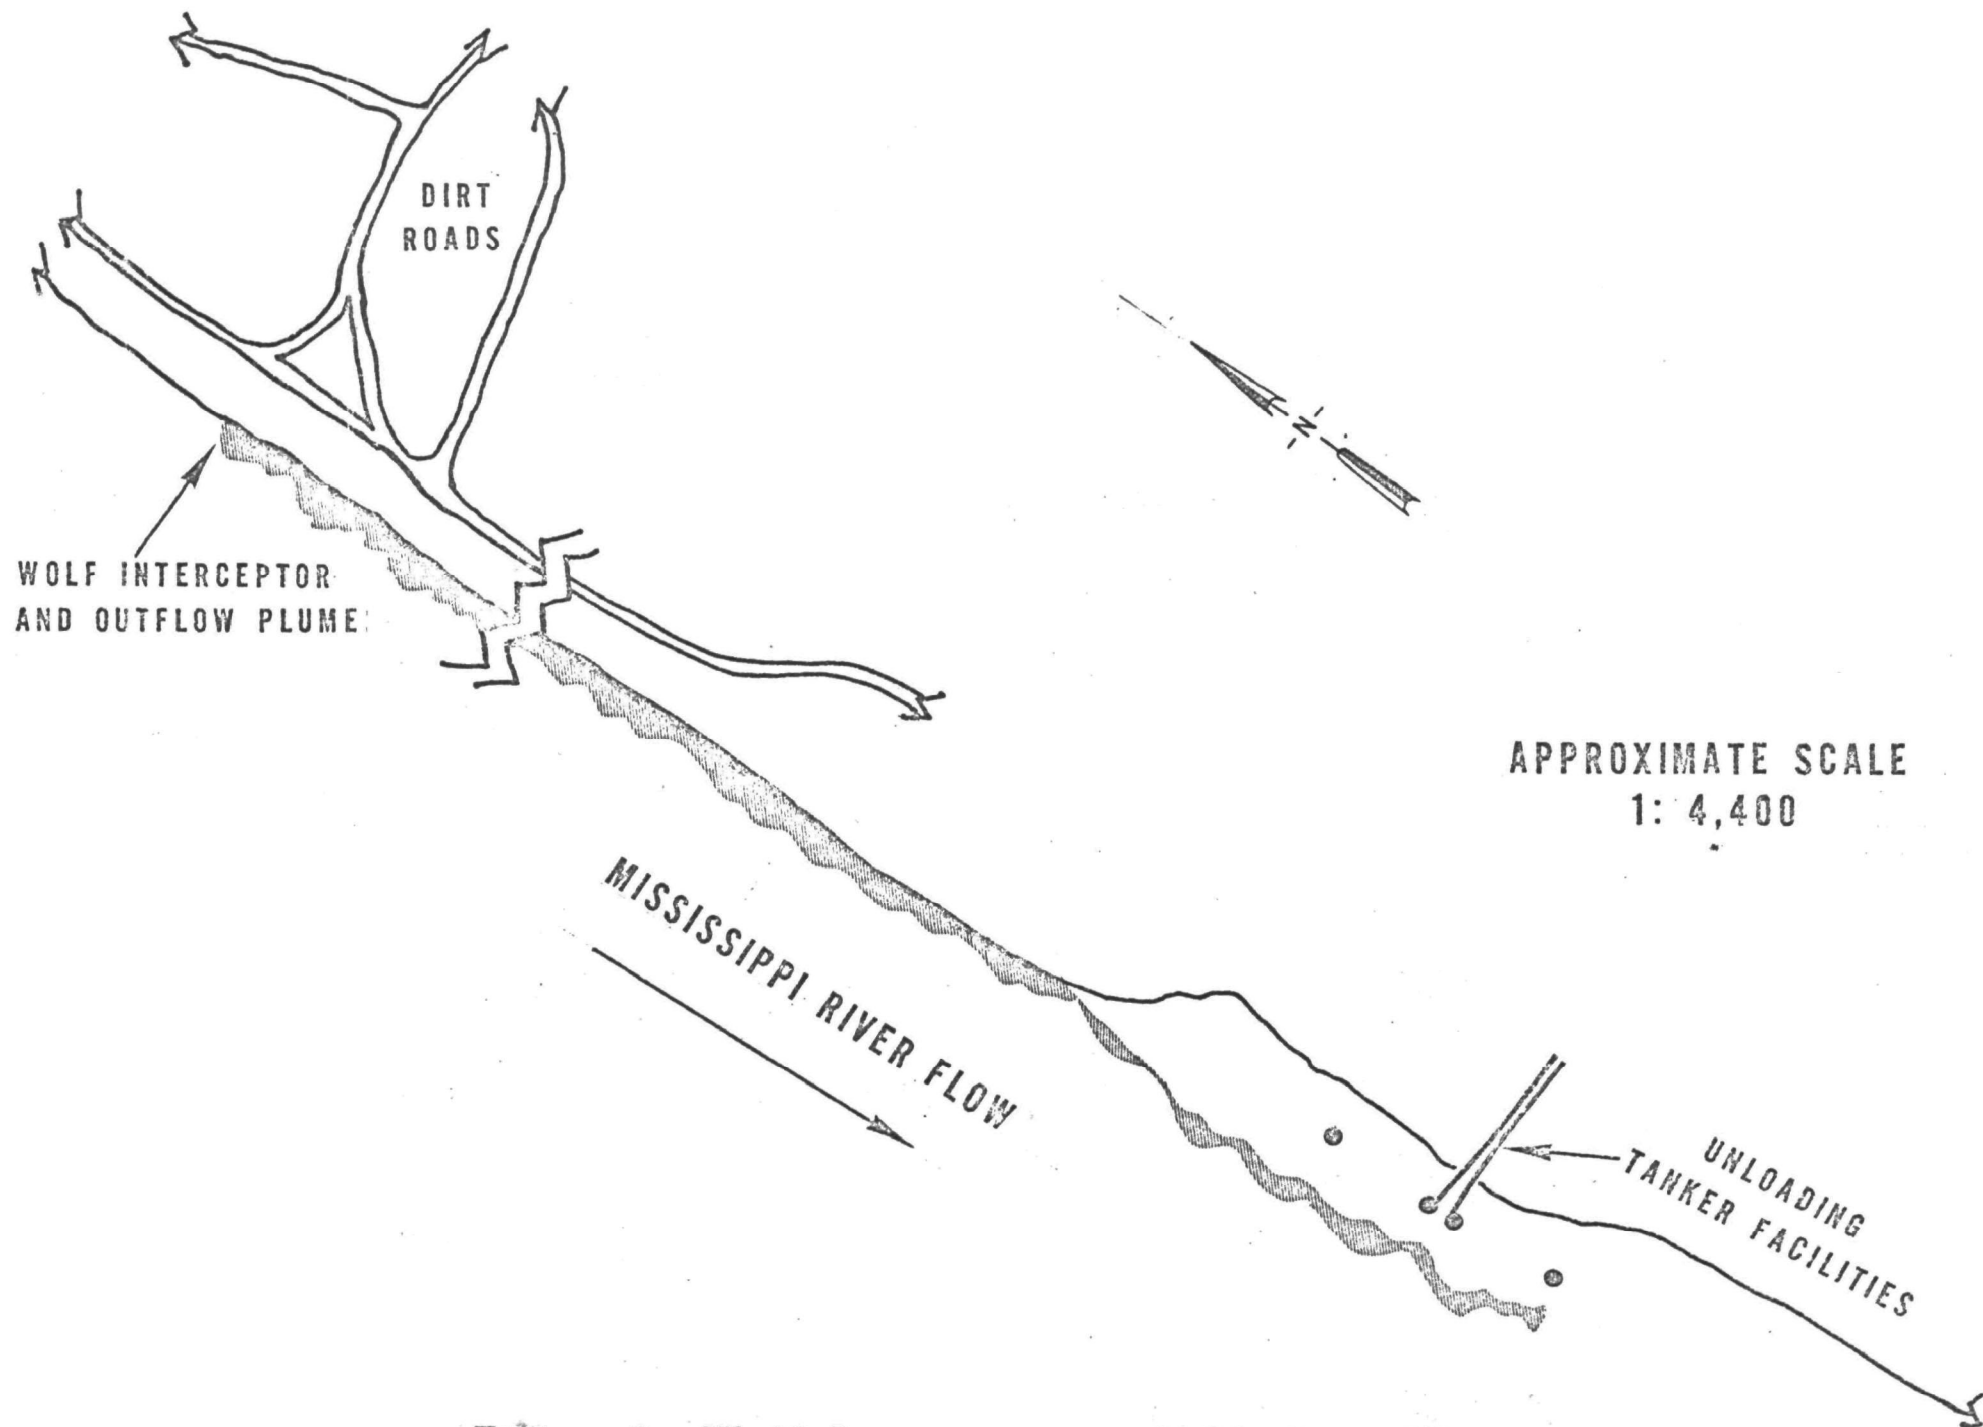 DIRT
ROADS
N
WOLF INTERCEPTOR
AND OUTFLOW PLUME
APPROXIMATE SCALE
1: 4,400
MISSISSIPPI RIVER FLOW
UNLOADING
TANKER FACILITIES